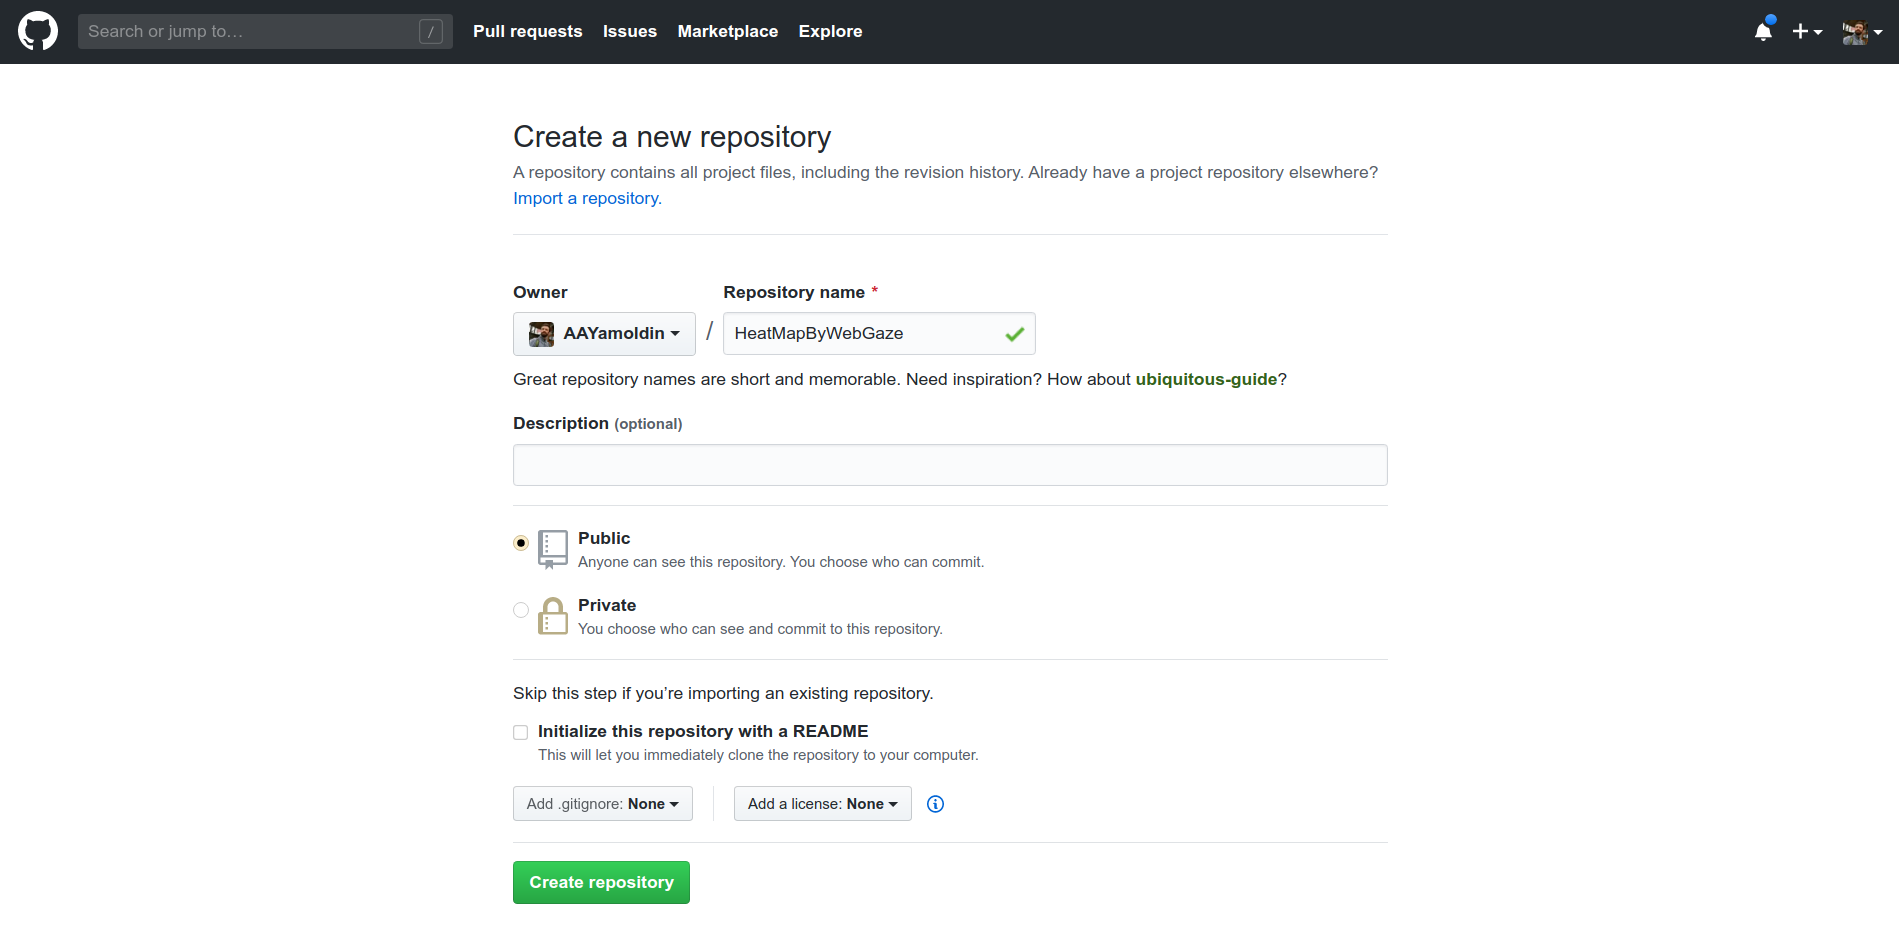 Search or jump to…
/
Pull requests Issues Marketplace Explore
Create a new repository
A repository contains all project files, including the revision history. Already have a project repository elsewhere?
Import a repository.
Owner
Repository name *
AAYamoldin
/
HeatMapByWebGaze
Great repository names are short and memorable. Need inspiration? How about ubiquitous-guide?
Description (optional)
Public
Anyone can see this repository. You choose who can commit.
Private
You choose who can see and commit to this repository.
Skip this step if you’re importing an existing repository.
Initialize this repository with a README
This will let you immediately clone the repository to your computer.
Add .gitignore: None
Add a license: None
Create repository